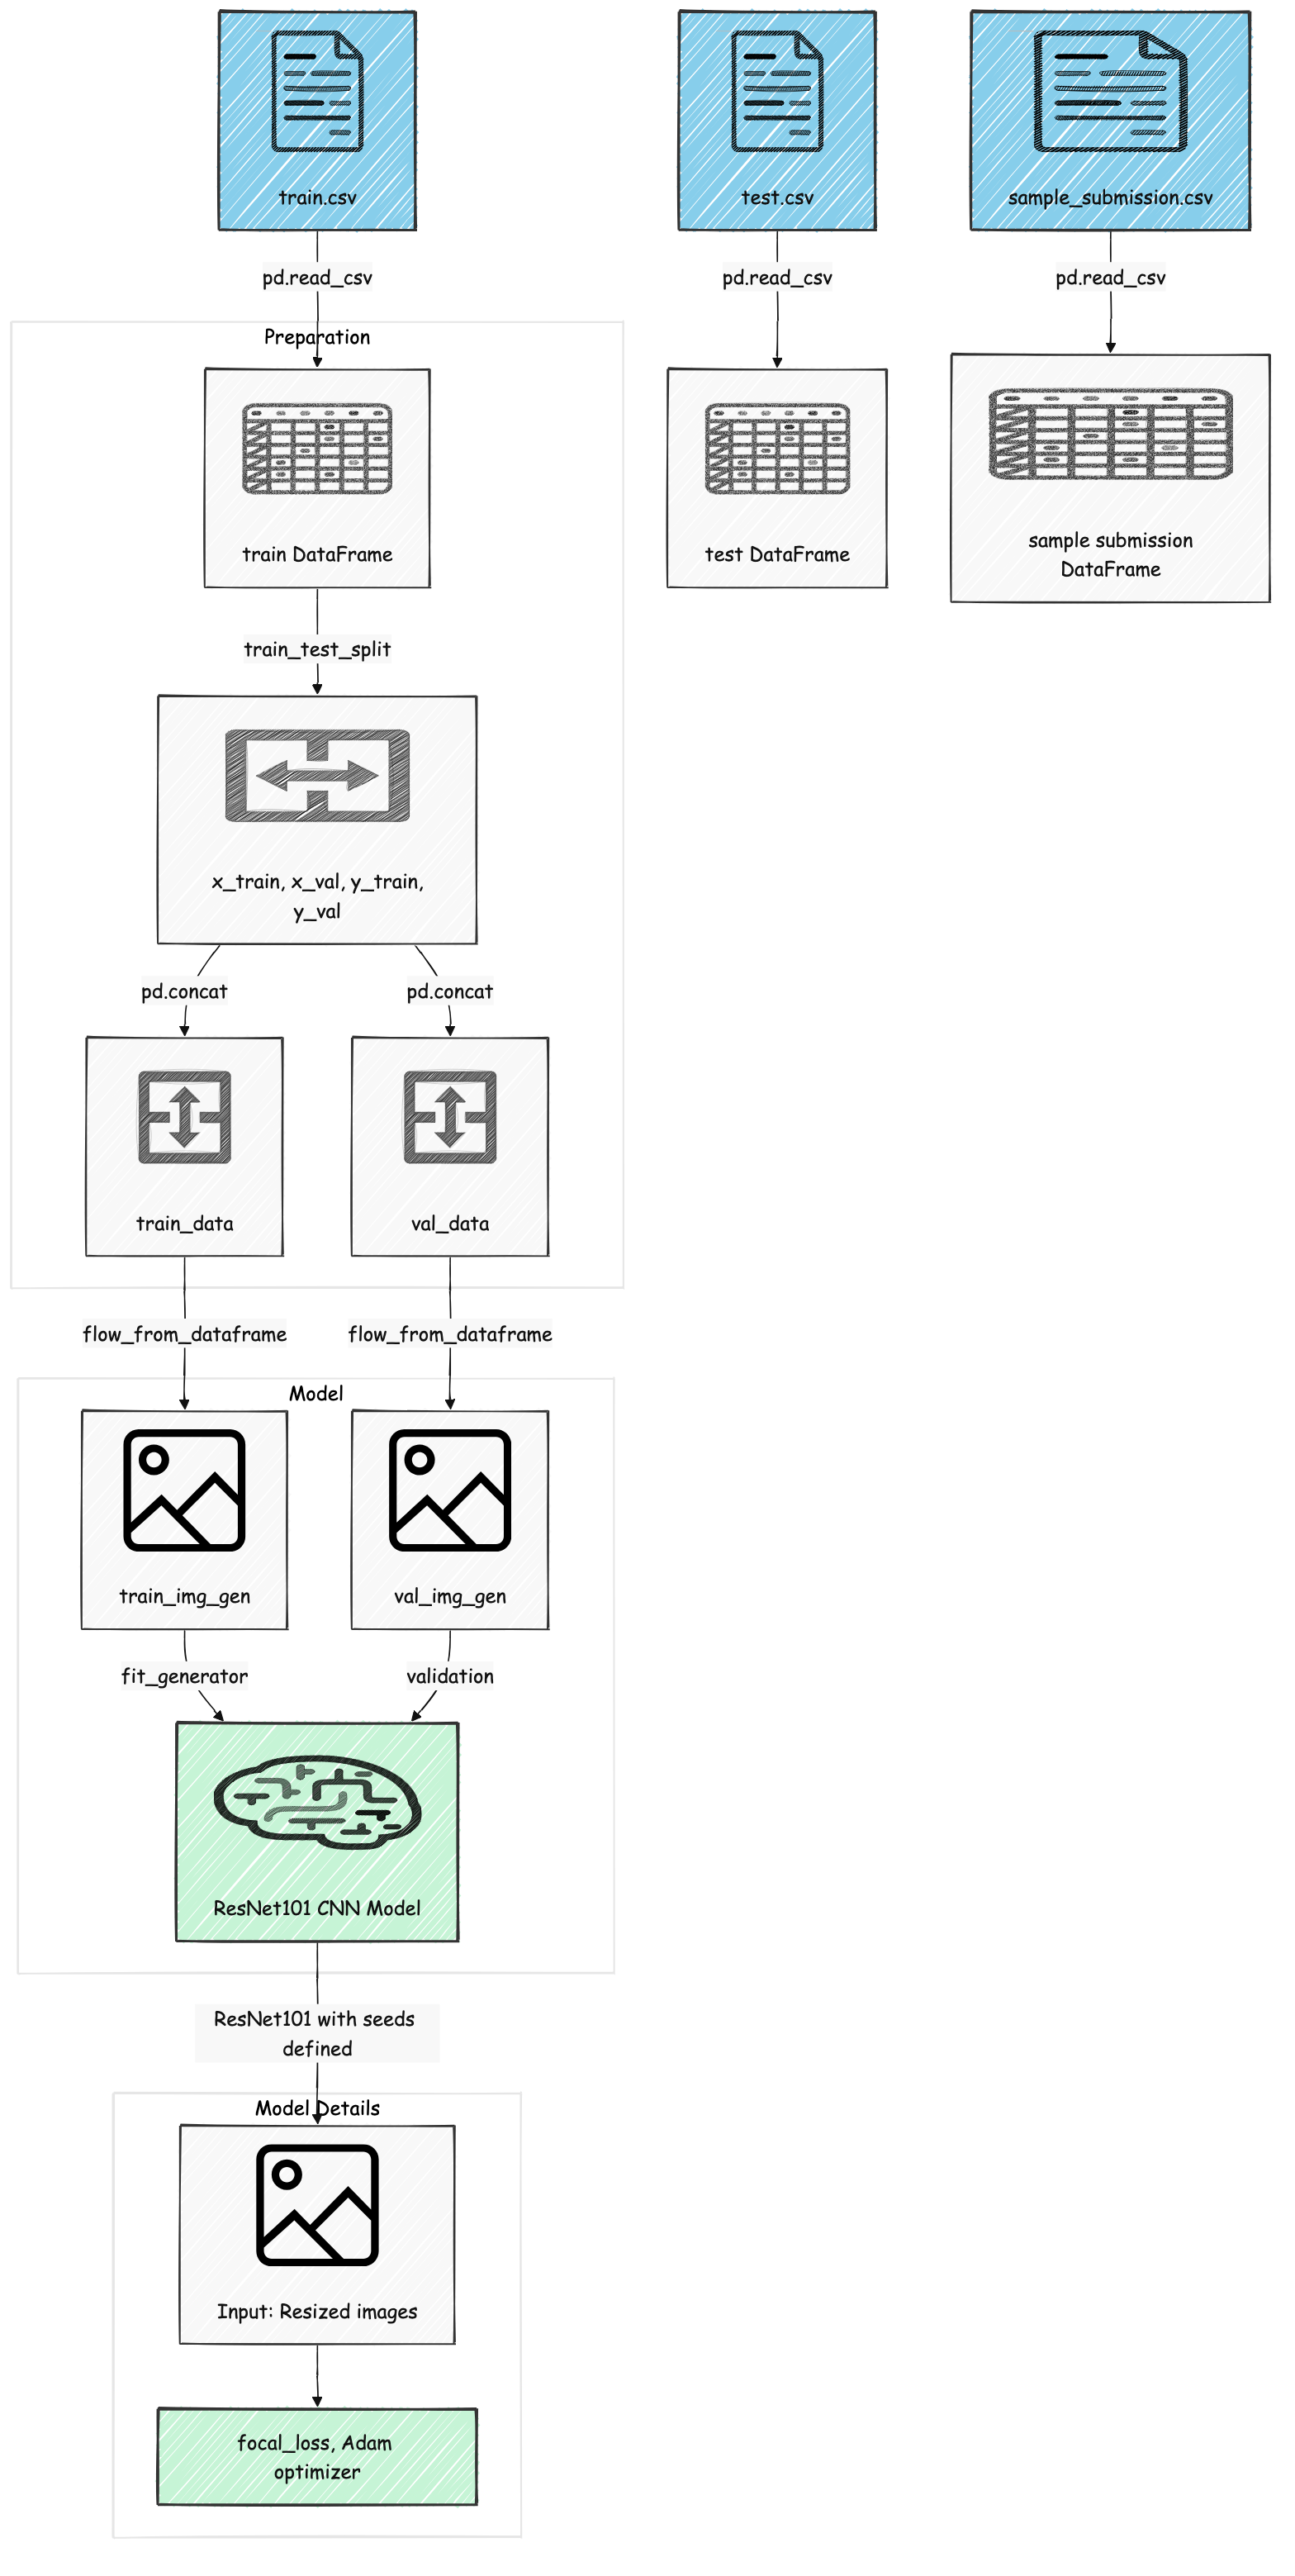 train.csv
test.csv
sample_submission.csv
pd.read_csv
pd.read_csv
pd.read_csv
Preparation
train DataFrame
test DataFrame
sample submission
DataFrame
train_test_split
x_train, x_val, y_train,
y_val
pd.concat
pd.concat
train_data
val_data
flow_from_dataframe
flow_from_dataframe
Model
train_img_gen
val_img_gen
fit_generator
validation
ResNet101 CNN Model
ResNet101 with seeds
defined
Model Details
Input: Resized images
focal_loss, Adam
optimizer